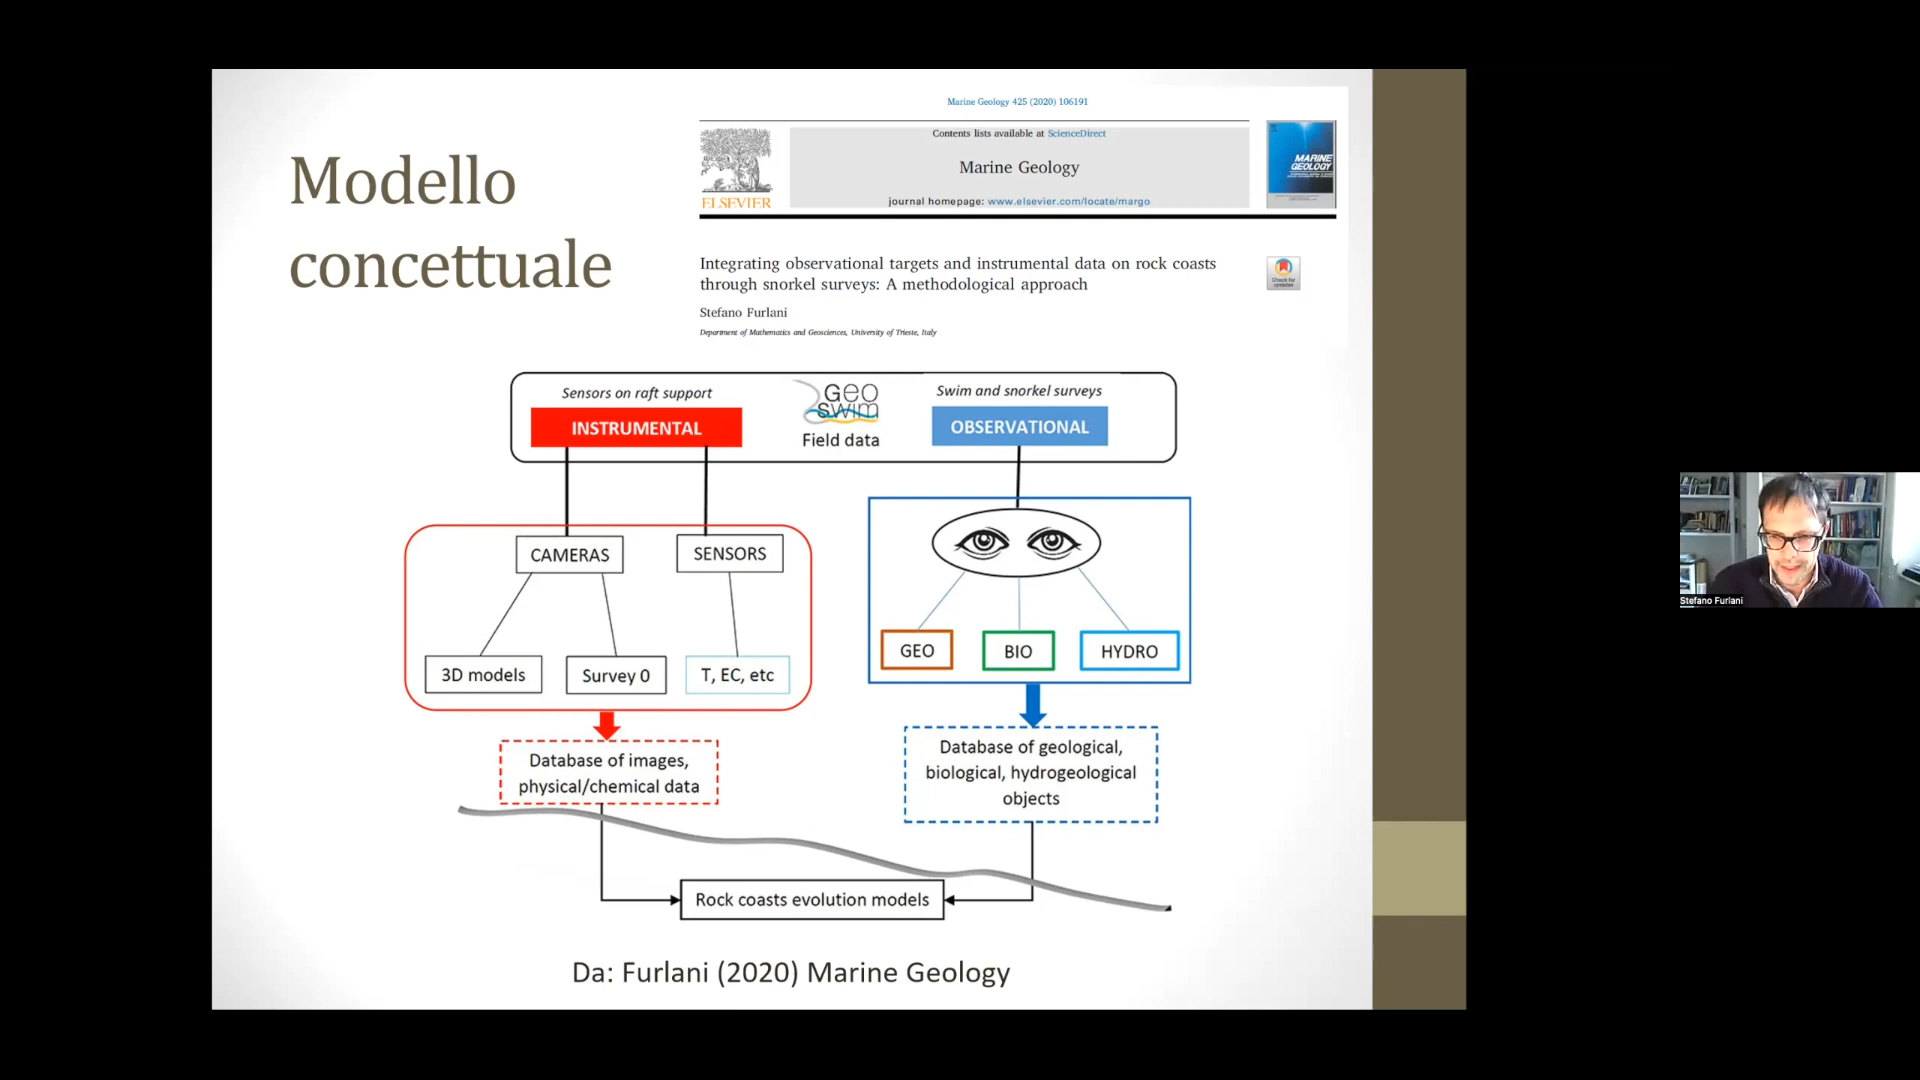 Modello
concettuale
Marine Geology 425 (2020) 106191
Contents lists available at ScienceDirect
Marine Geology
journal homepage: www.elsevier.com/locate/margo
ELSEVIER
MARINE
GEOLOGY
Integrating observational targets and instrumental data on rock coasts
through snorkel surveys: A methodological approach
Check for
updates
Stefano Furlani
Department of Mathematics and Geosciences, University of Trieste, Italy
Sensors on raft support
INSTRUMENTAL
Geo
swim
Field data
Swim and snorkel surveys
OBSERVATIONAL
CAMERAS
SENSORS
3D models
Survey 0
T, EC, etc
GEO
BIO
HYDRO
Database of images,
physical/chemical data
Database of geological,
biological, hydrogeological
objects
Rock coasts evolution models
Da: Furlani (2020) Marine Geology
Stefano Furlani